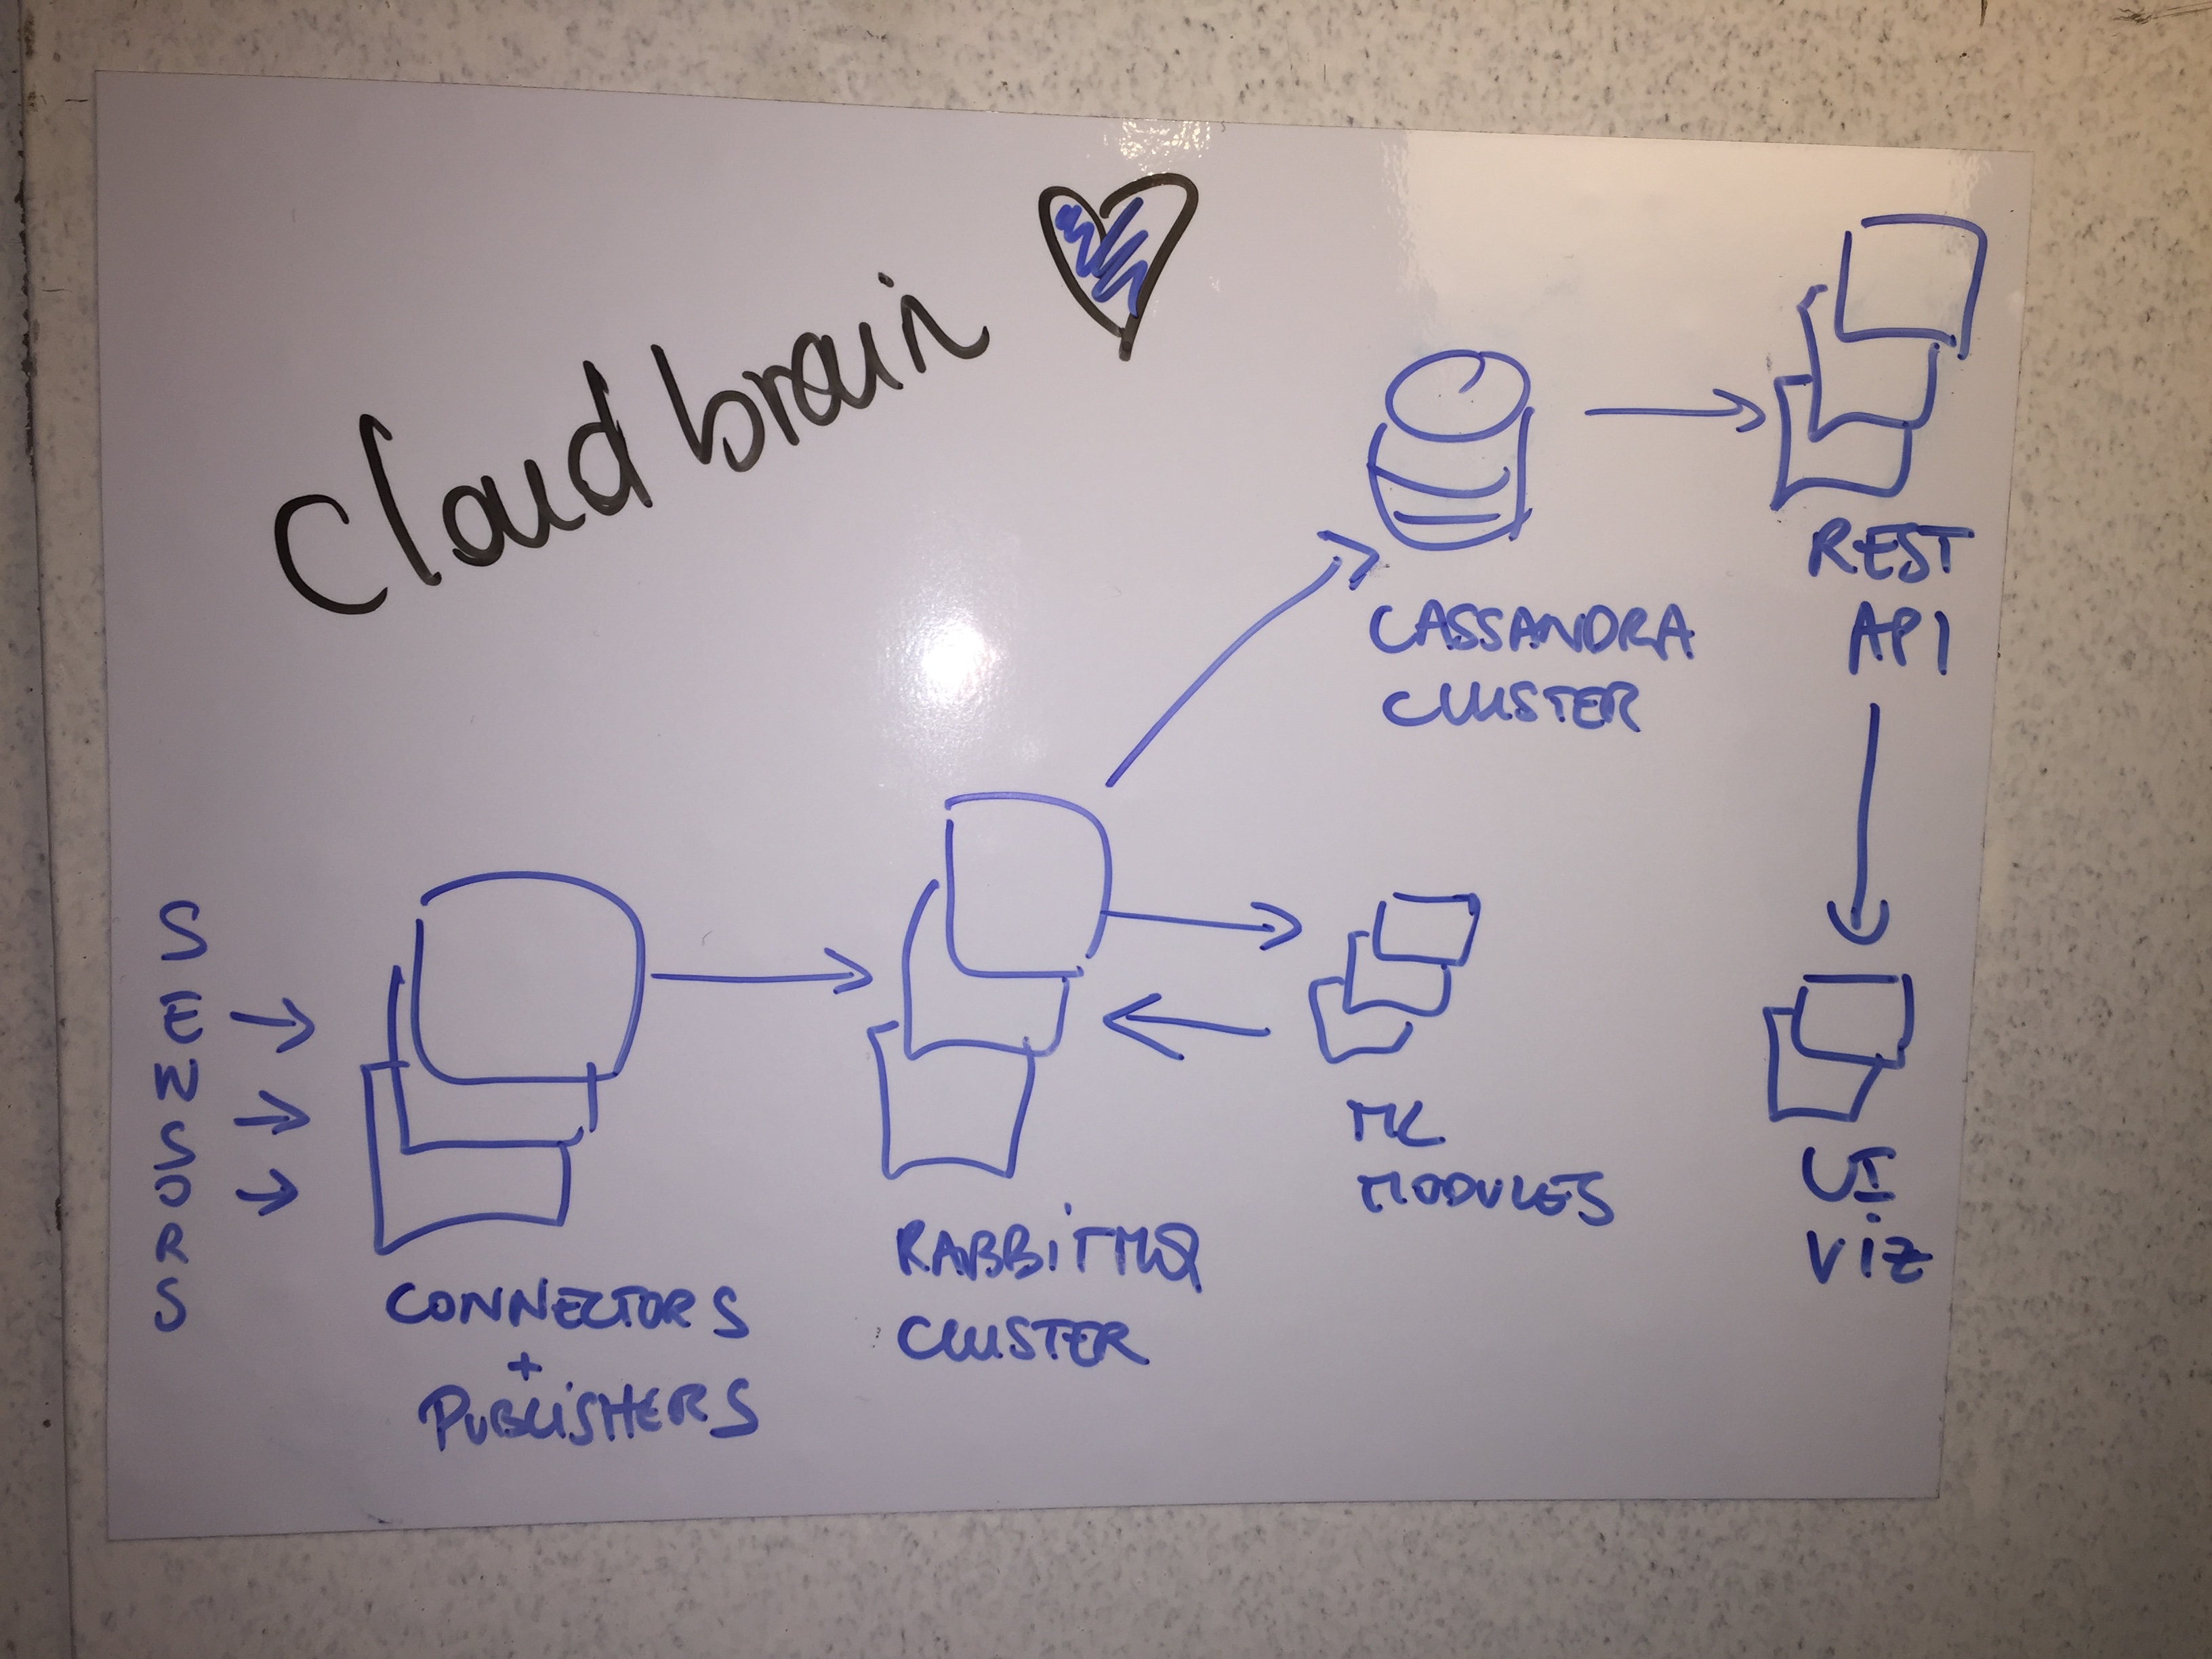 Cloud brain
REST
API
CASSANDRA
CLUSTER
SENSORS
ML
MODULES
UI
Viz
RABBiTMQ
CLUSTER
CONNECTORS
+
PUBLiSHERS